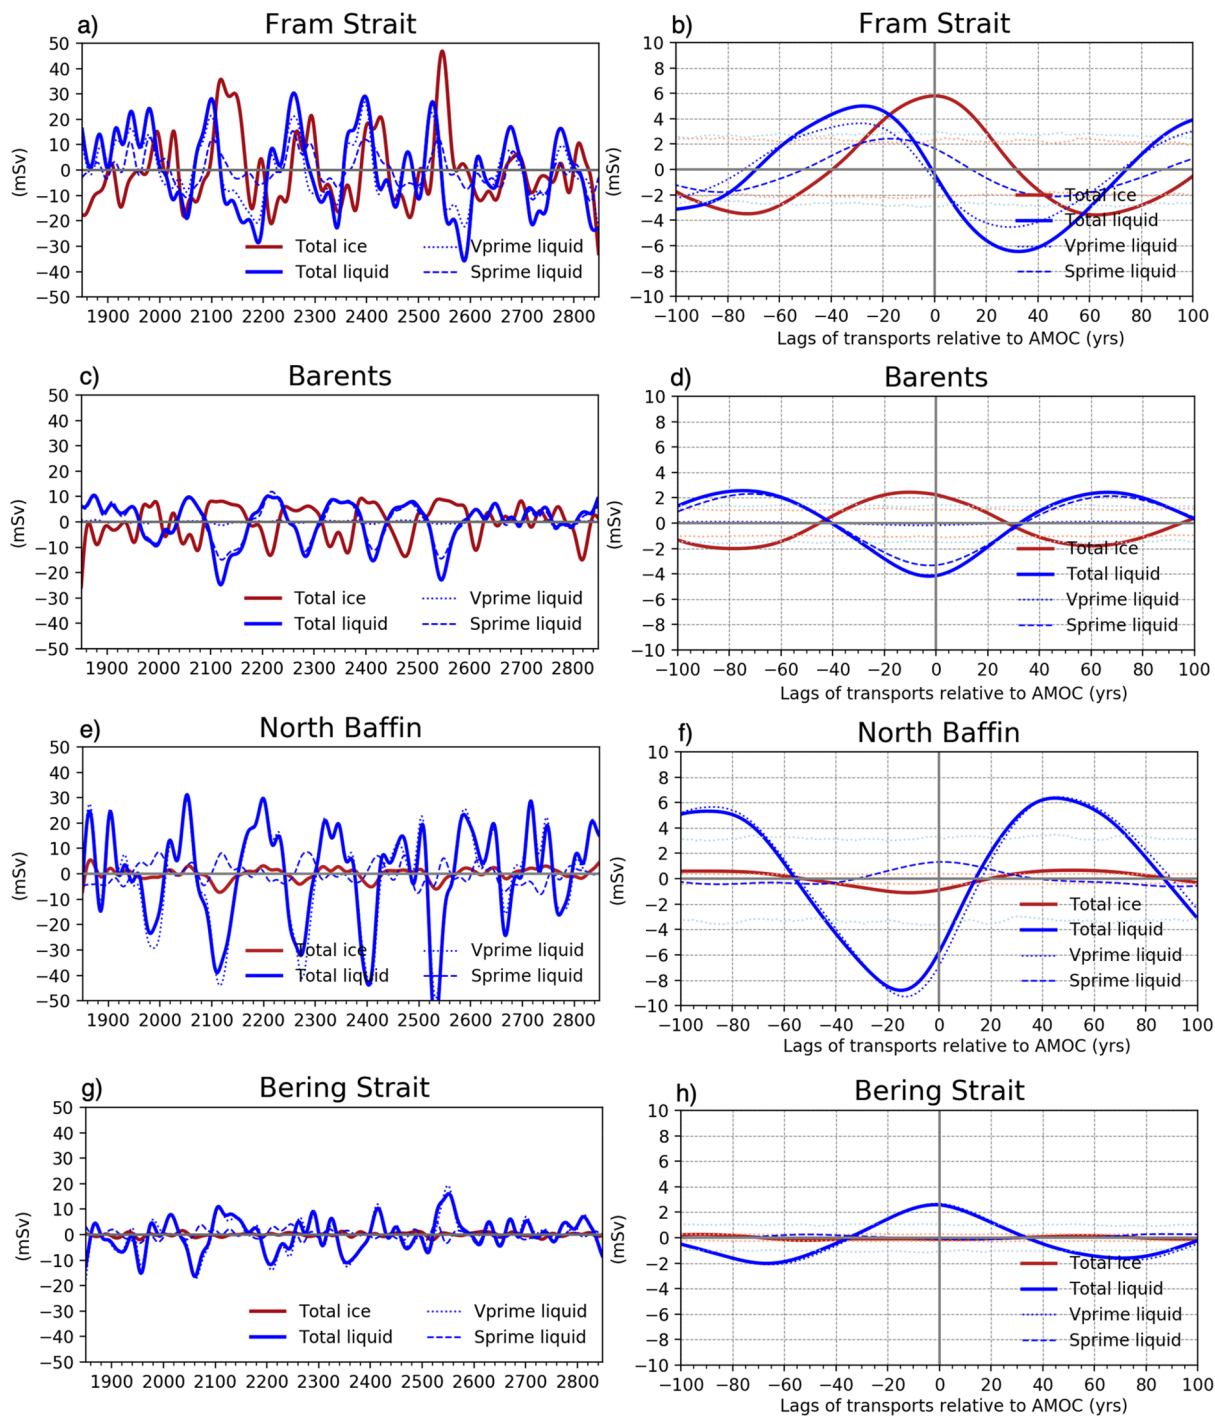 a) Fram Strait
50
40
30
20
10
0
−10
−20
−30
−40
−50
(mSv)
Total ice
Total liquid
Vprime liquid
Sprime liquid
1900 2000 2100 2200 2300 2400 2500 2600 2700 2800
b) Fram Strait
10
8
6
4
2
0
−2
−4
−6
−8
−10
(mSv)
Total ice
Total liquid
Vprime liquid
Sprime liquid
−100 −80 −60 −40 −20 0 20 40 60 80 100
Lags of transports relative to AMOC (yrs)
c) Barents
50
40
30
20
10
0
−10
−20
−30
−40
−50
(mSv)
Total ice
Total liquid
Vprime liquid
Sprime liquid
1900 2000 2100 2200 2300 2400 2500 2600 2700 2800
d) Barents
10
8
6
4
2
0
−2
−4
−6
−8
−10
(mSv)
Total ice
Total liquid
Vprime liquid
Sprime liquid
−100 −80 −60 −40 −20 0 20 40 60 80 100
Lags of transports relative to AMOC (yrs)
e) North Baffin
50
40
30
20
10
0
−10
−20
−30
−40
−50
(mSv)
Total ice
Total liquid
Vprime liquid
Sprime liquid
1900 2000 2100 2200 2300 2400 2500 2600 2700 2800
f) North Baffin
10
8
6
4
2
0
−2
−4
−6
−8
−10
(mSv)
Total ice
Total liquid
Vprime liquid
Sprime liquid
−100 −80 −60 −40 −20 0 20 40 60 80 100
Lags of transports relative to AMOC (yrs)
g) Bering Strait
50
40
30
20
10
0
−10
−20
−30
−40
−50
(mSv)
Total ice
Total liquid
Vprime liquid
Sprime liquid
1900 2000 2100 2200 2300 2400 2500 2600 2700 2800
h) Bering Strait
10
8
6
4
2
0
−2
−4
−6
−8
−10
(mSv)
Total ice
Total liquid
Vprime liquid
Sprime liquid
−100 −80 −60 −40 −20 0 20 40 60 80 100
Lags of transports relative to AMOC (yrs)